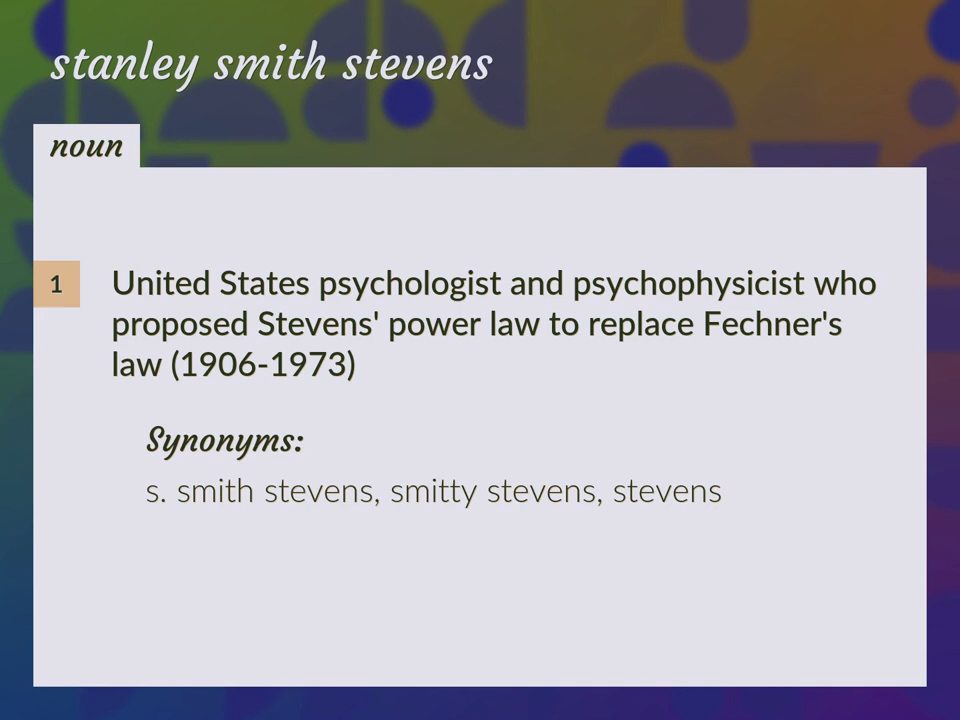 stanley smith stevens
noun
1
United States psychologist and psychophysicist who
proposed Stevens' power law to replace Fechner's
law (1906-1973)
Synonyms:
s. smith stevens, smitty stevens, stevens